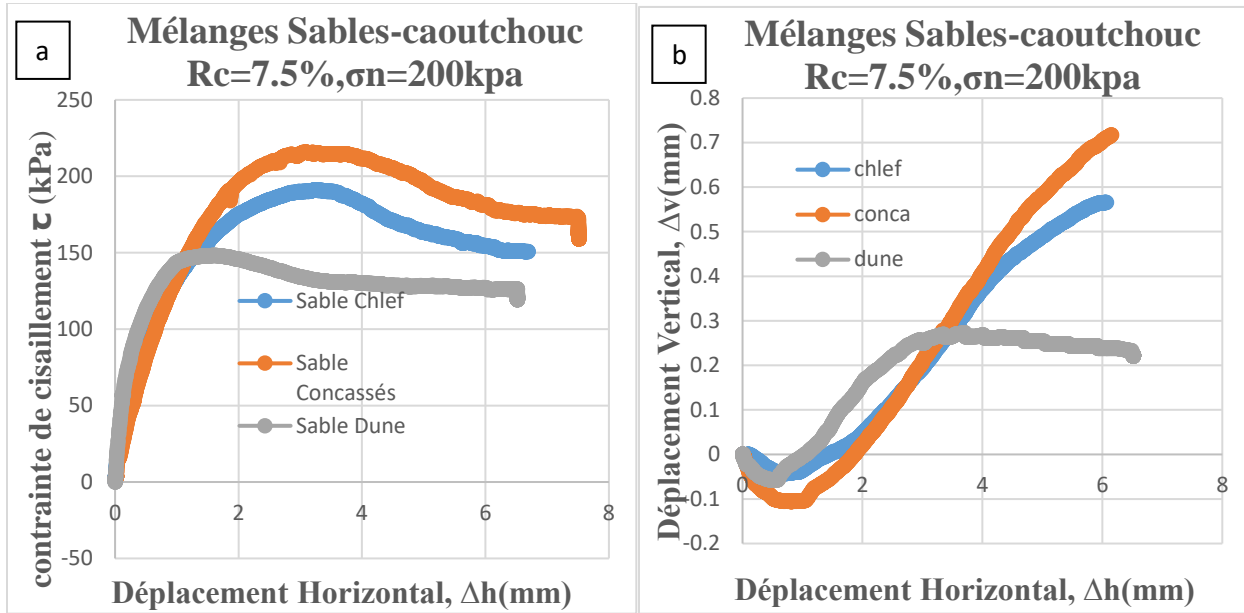 a
Mélanges Sables-caoutchouc
Rc=7.5%,σn=200kpa
contrainte de cisaillement τ (kPa)
250
200
150
100
50
0
-50
0
2
4
6
8
Sable Chlef
Sable
Concassés
Sable Dune
Déplacement Horizontal, Δh(mm)
b
Mélanges Sables-caoutchouc
Rc=7.5%,σn=200kpa
Déplacement Vertical, Δv(mm)
0.8
0.7
0.6
0.5
0.4
0.3
0.2
0.1
0
-0.1
-0.2
0
2
4
6
8
chlef
conca
dune
Déplacement Horizontal, Δh(mm)